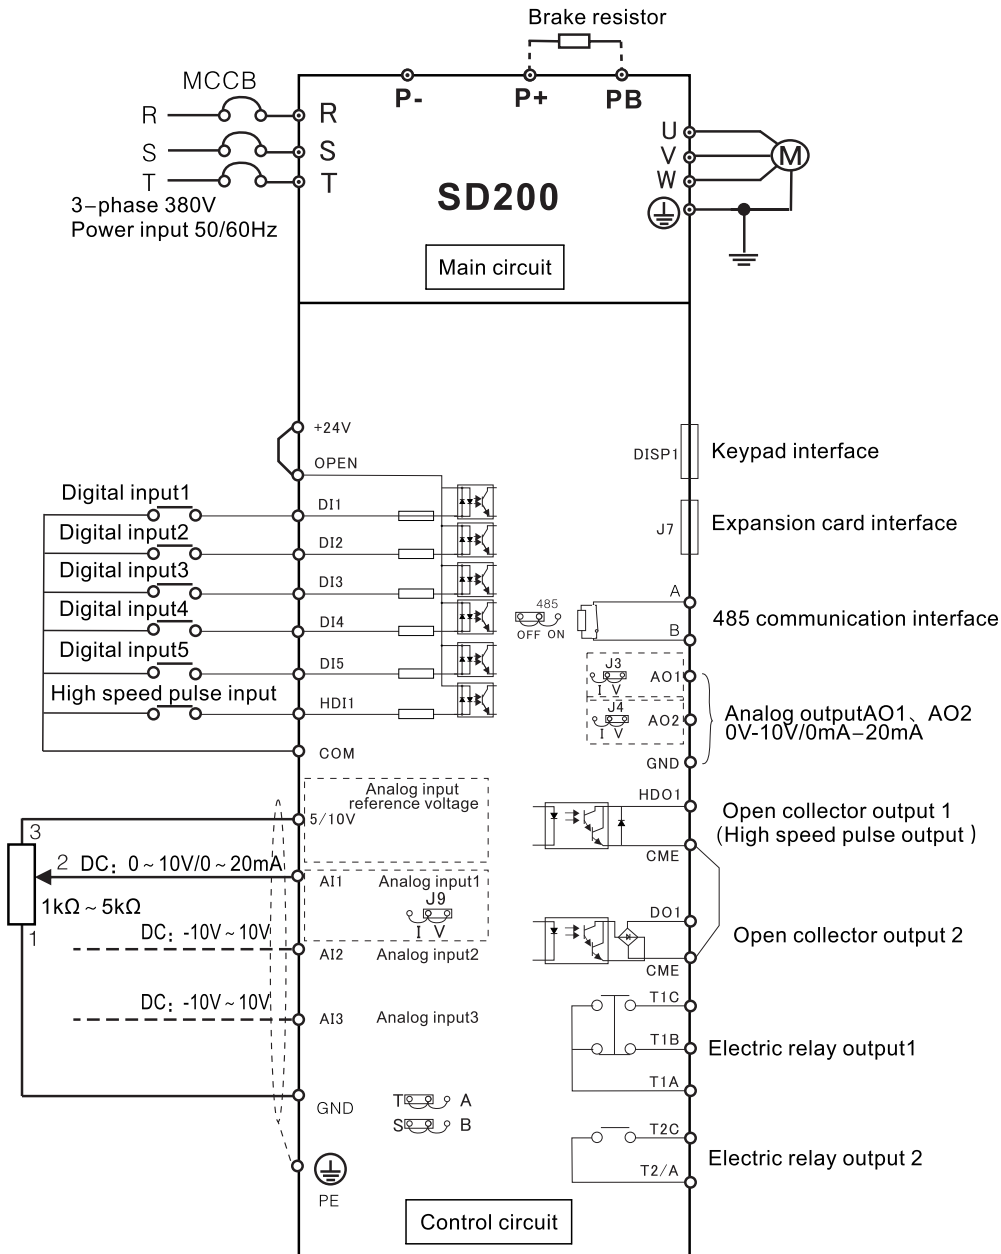 Brake resistor
MCCB
P-
P+
PB
R
R
S
S
T
T
3-phase 380V
Power input 50/60Hz
U
V
W
M
SD200
Main circuit
+24V
OPEN
DISP1
Keypad interface
Digital input1
DI1
J7
Expansion card interface
Digital input2
DI2
Digital input3
DI3
Digital input4
DI4
485
OFF ON
A
B
485 communication interface
Digital input5
DI5
High speed pulse input
HDI1
COM
J3
I V
AO1
J4
I V
AO2
GND
Analog outputAO1、AO2
0V-10V/0mA-20mA
Analog input
reference voltage
5/10V
HDO1
CME
Open collector output 1
(High speed pulse output )
3
2
DC: 0~10V/0~20mA
1kΩ~5kΩ
1
AI1
Analog input1
J9
I V
DC: -10V~10V
AI2
Analog input2
DO1
CME
Open collector output 2
DC: -10V~10V
AI3
Analog input3
T1C
T1B
T1A
Electric relay output1
GND
T
A
S
B
T2C
T2/A
Electric relay output 2
PE
Control circuit